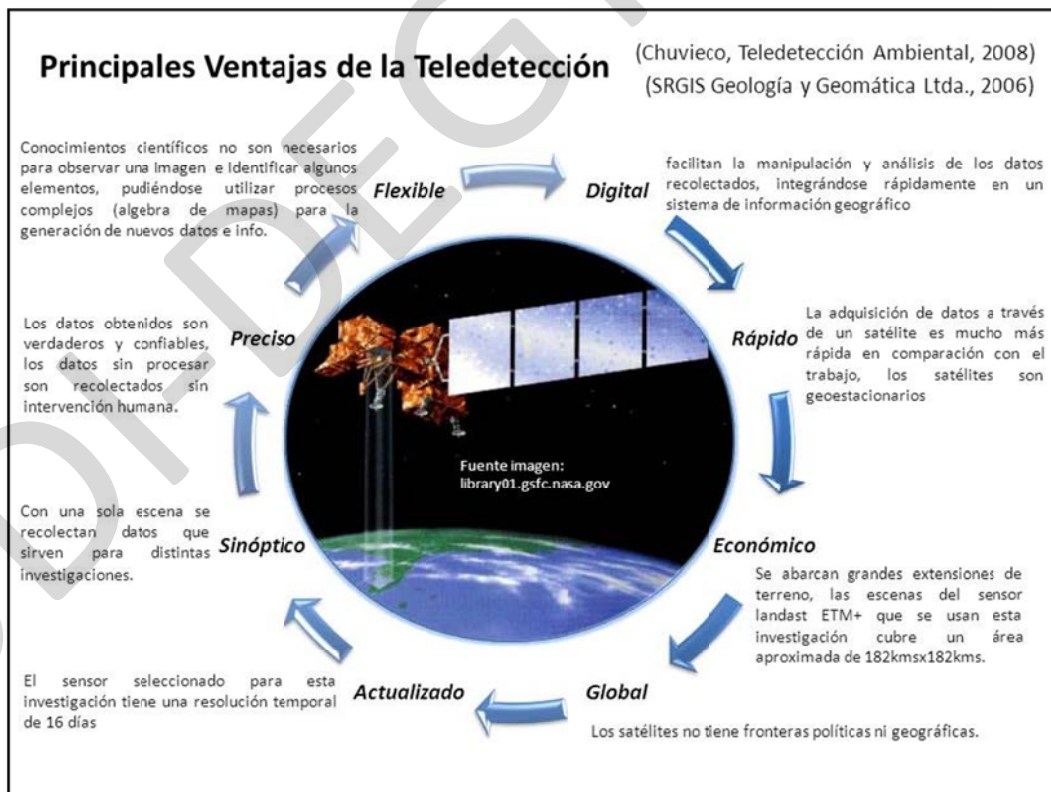 Principales Ventajas de la Teledetección
(Chuvieco, Teledetección Ambiental, 2008)
(SRGIS Geología y Geomática Ltda., 2006)
Conocimientos científicos no son necesarios
para observar una Imagen e Identificar algunos
elementos, pudiéndose utilizar procesos
complejos (algebra de mapas) para la
generación de nuevos datos e info.
Flexible
Digital
facilitan la manipulación y análisis de los datos
recolectados, integrándose rápidamente en un
sistema de información geográfico
Los datos obtenidos son
verdaderos y confiables,
los datos sin procesar
son recolectados sin
intervención humana.
Preciso
Rápido
La adquisición de datos a través
de un satélite es mucho más
rápida en comparación con el
trabajo, los satélites son
geoestacionarios
Fuente imagen:
library01.gsfc.nasa.gov
Con una sola escena se
recolectan datos que
sirven para distintas
investigaciones.
Sinóptico
Económico
Se abarcan grandes extensiones de
terreno, las escenas del sensor
landast ETM+ que se usan esta
investigación cubre un área
aproximada de 182kmsx182kms.
El sensor seleccionado para esta
investigación tiene una resolución temporal
de 16 días
Actualizado
Global
Los satélites no tiene fronteras políticas ni geográficas.